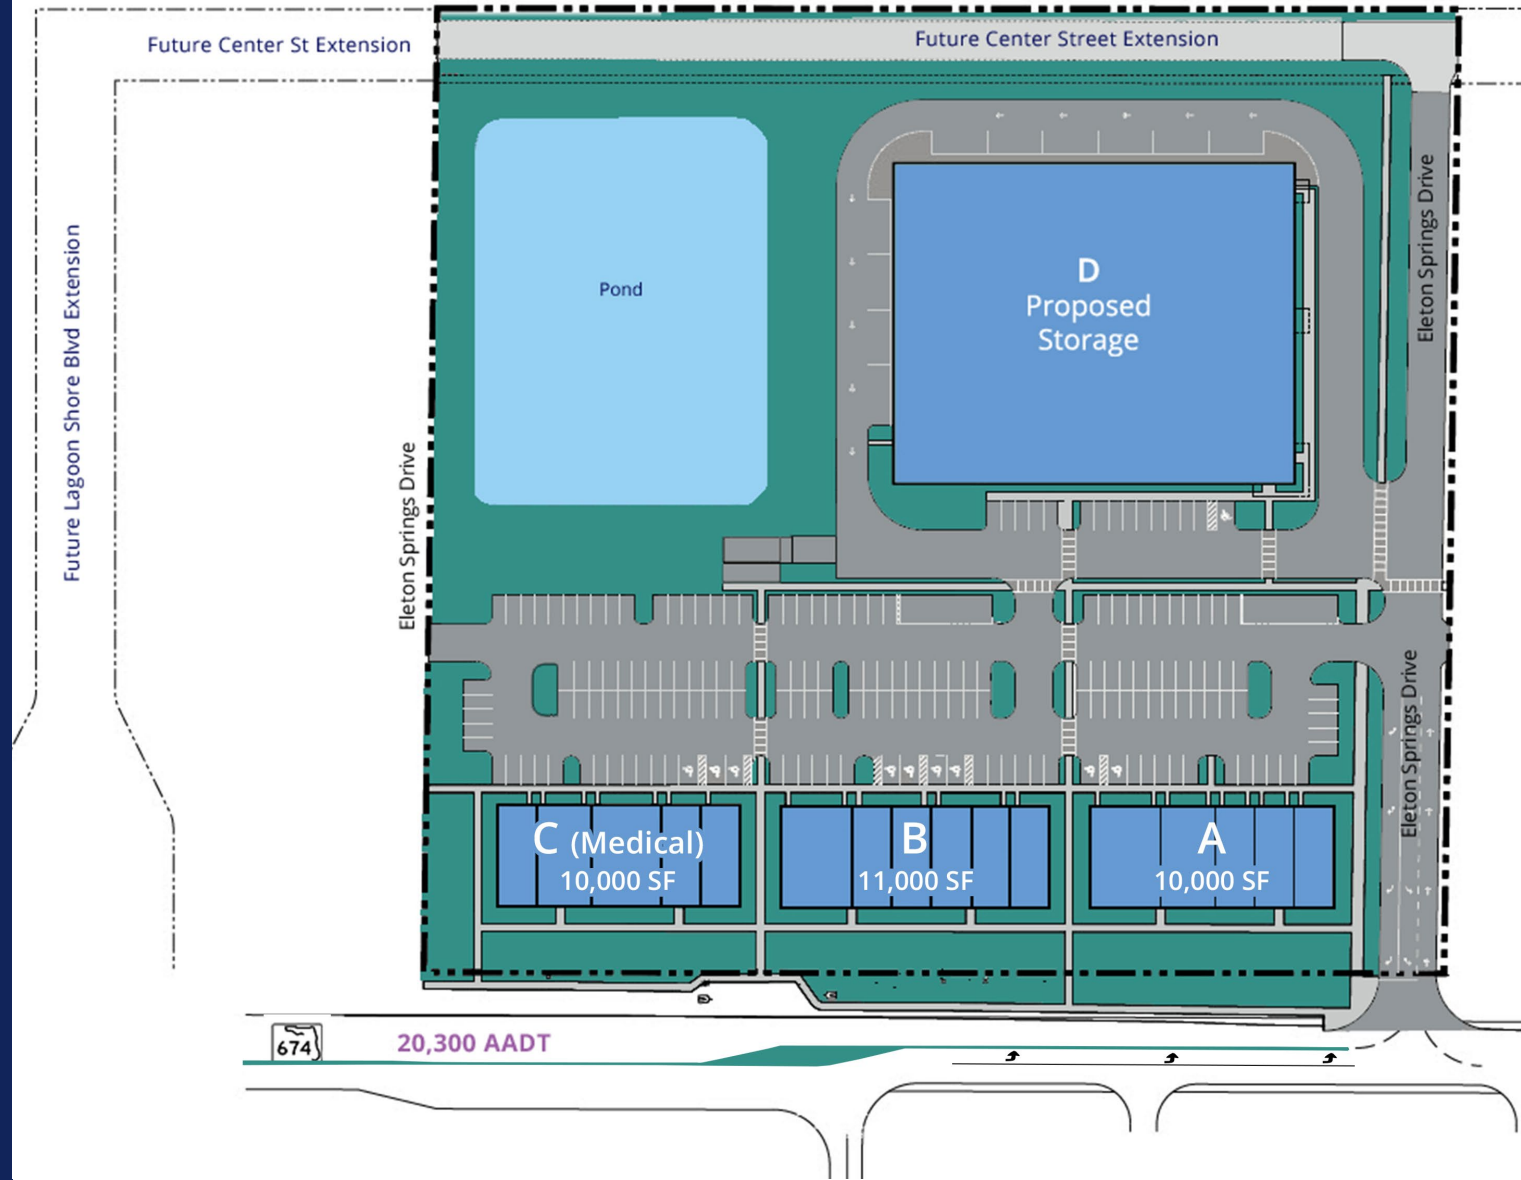 Future Center St Extension
Future Center Street Extension
Future Lagoon Shore Blvd Extension
Eleton Springs Drive
Pond
D
Proposed
Storage
Eleton Springs Drive
Eleton Springs Drive
C (Medical)
10,000 SF
B
11,000 SF
A
10,000 SF
674
20,300 AADT